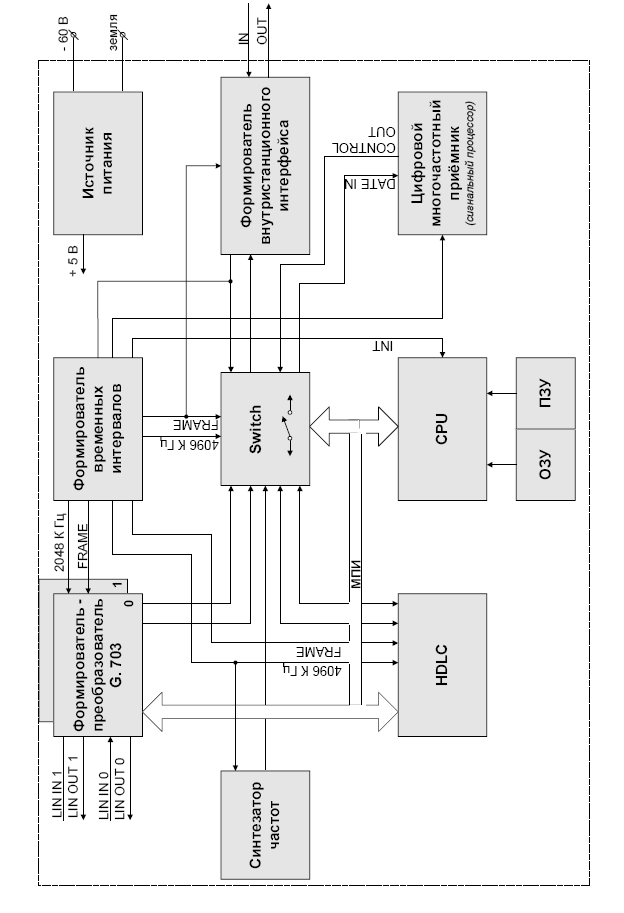 LIN IN 1
LIN OUT 1
LIN IN 0
LIN OUT 0
Формирователь -
преобразователь
G. 703
0
1
2048 К Гц
FRAME
Формирователь
временных
интервалов
+ 5 В
Источник
питания
- 60 В
земля
Синтезатор
частот
4096 К Гц
FRAME
4096 К Гц
FRAME
Switch
Формирователь
внутристанционного
интерфейса
IN
OUT
МПИ
INT
DATE IN
CONTROL
OUT
HDLC
CPU
Цифровой
многочастотный
приёмник
(сигнальный процессор)
ОЗУ
ПЗУ